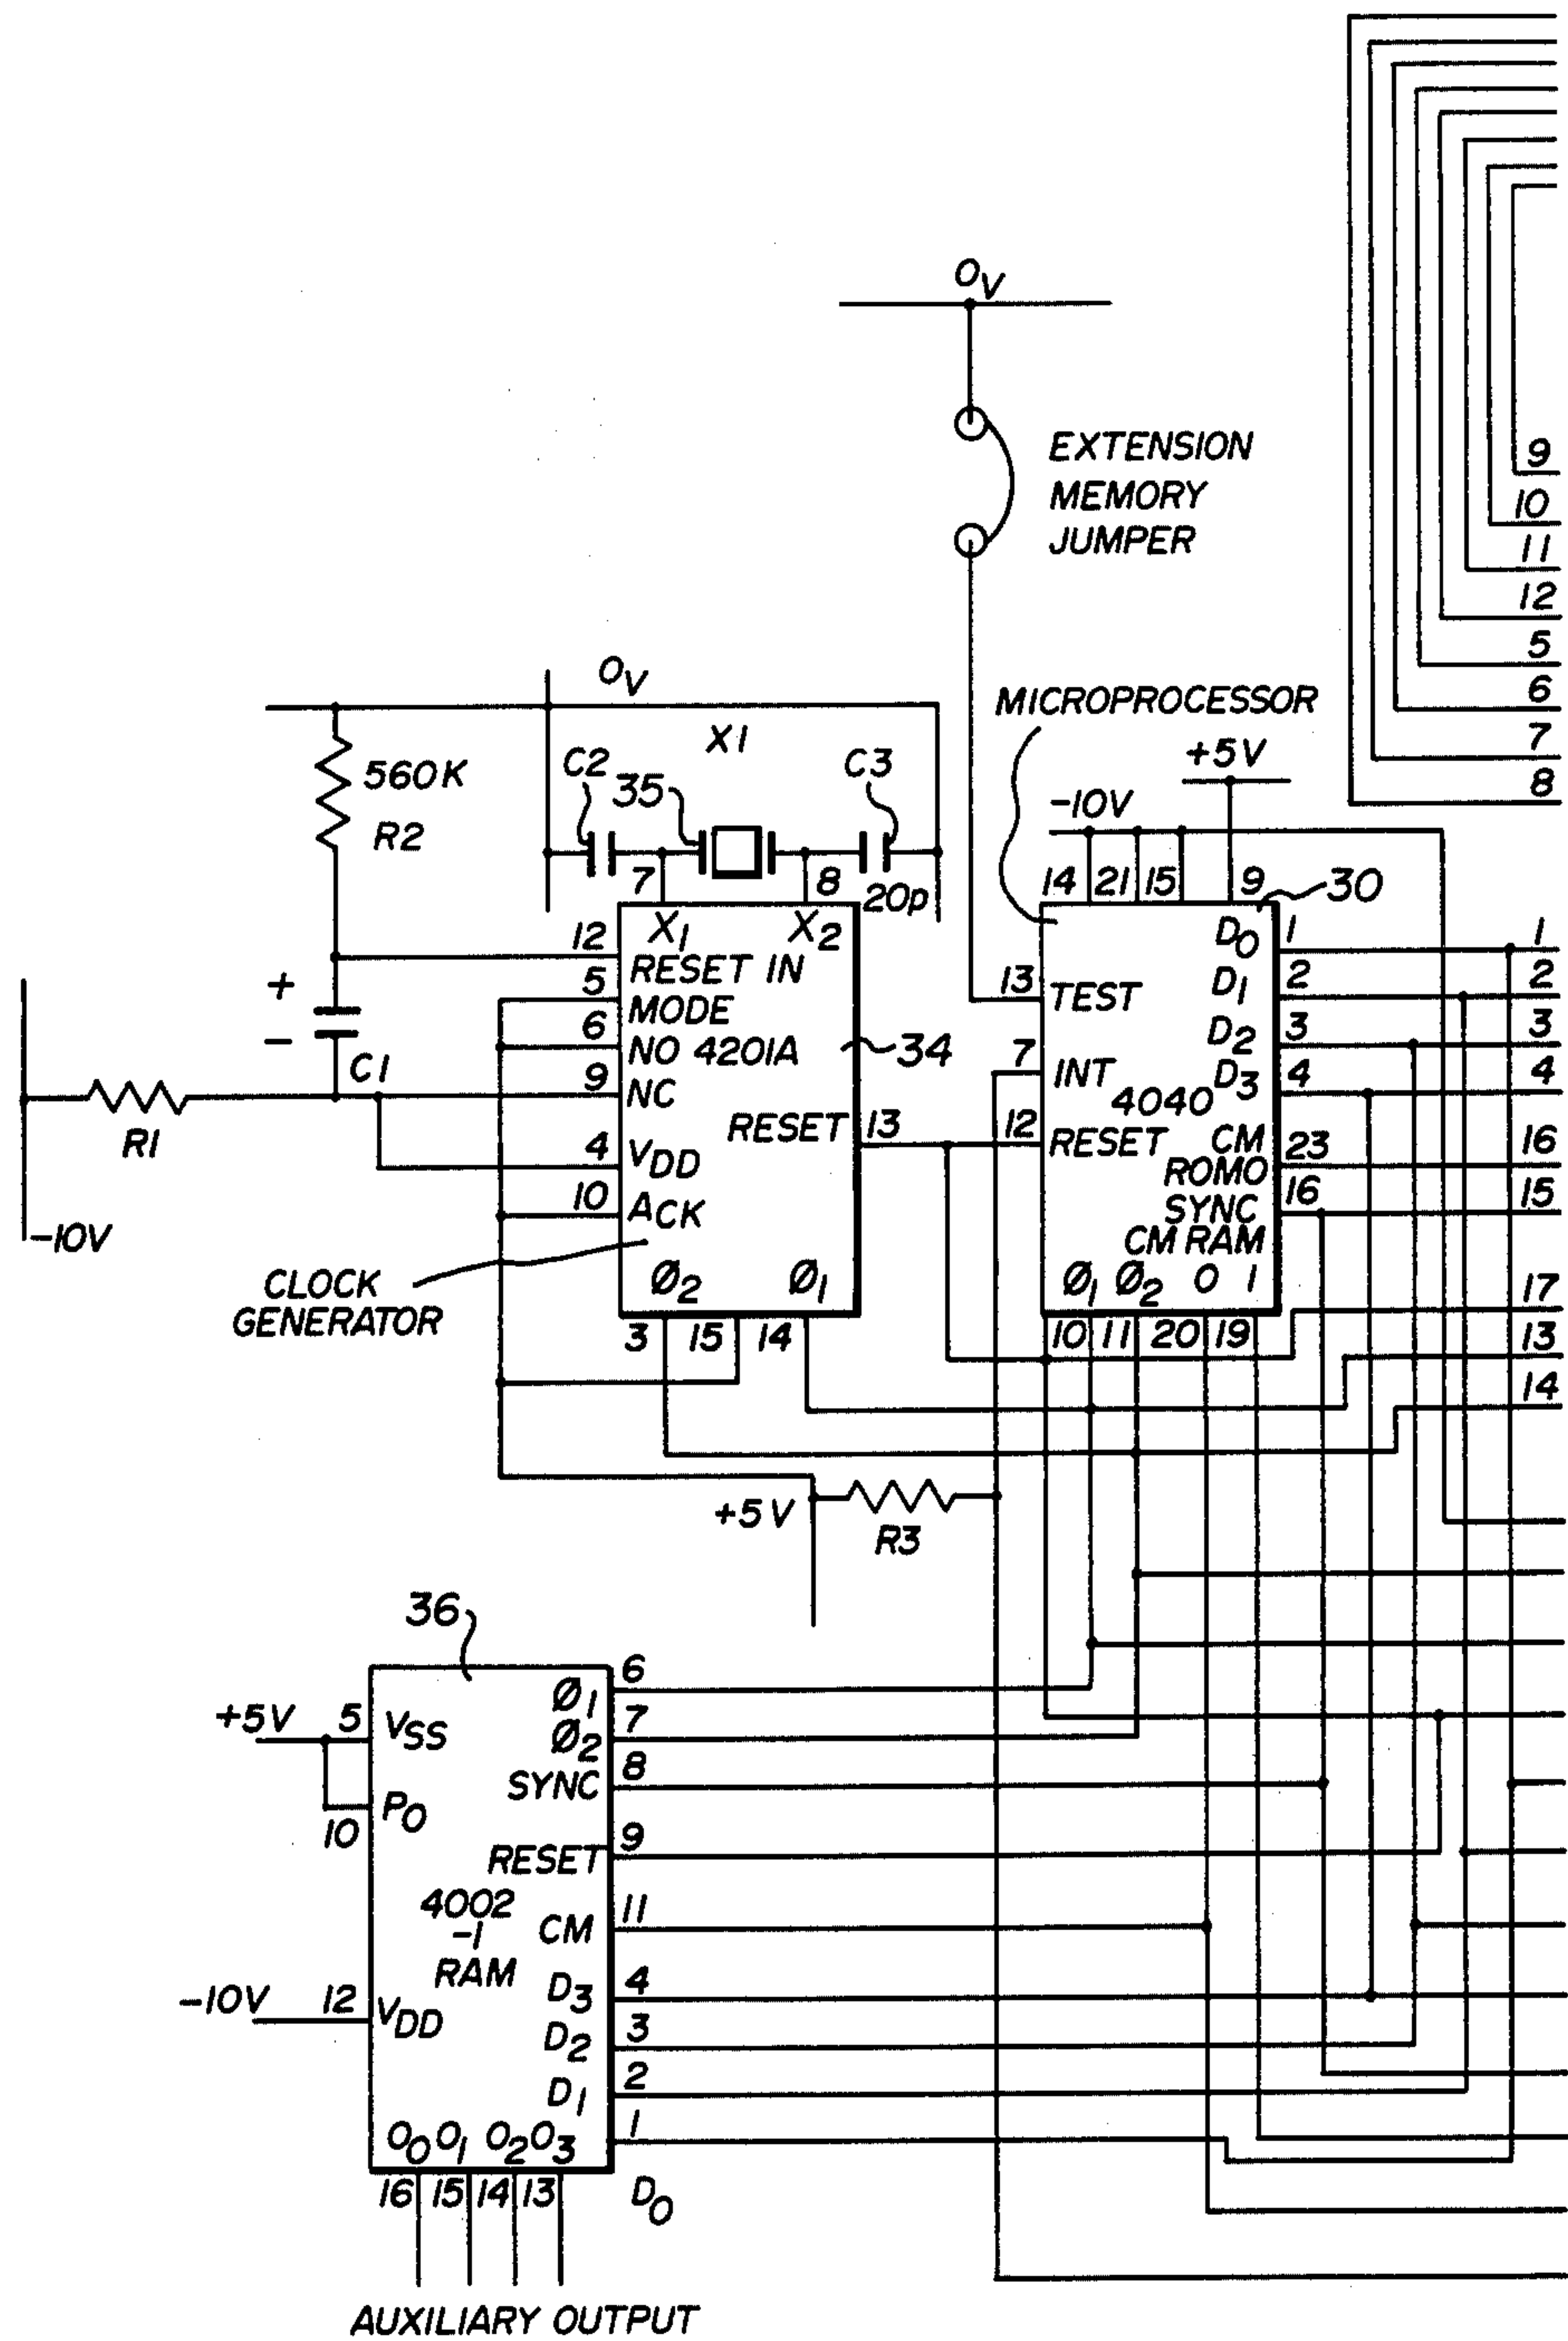 0V
EXTENSION
MEMORY
JUMPER
9
10
11
12
5
6
7
8
0V
X1
560K
R2
C2
35
C3
20p
7
8
MICROPROCESSOR
+5V
-10V
14 21 15 9
30
12
X1 X2
RESET IN
5
MODE
6
NO 4201A
34
9
NC
RESET 13
4
VDD
10
ACK
Ø2 Ø1
3 15 14
+
-
C1
R1
-10V
CLOCK
GENERATOR
13
TEST
7
INT
4040
12
RESET
D0 1
D1 2
D2 3
D3 4
CM
ROMO 23
SYNC 16
CM RAM
Ø1 Ø2 0 1
10 11 20 19
1
2
3
4
16
15
17
13
14
+5V
R3
36
+5V
5
VSS
P0
10
Ø1 6
Ø2 7
SYNC 8
RESET 9
4002
-1
RAM
CM 11
-10V
12
VDD
D3 4
D2 3
D1 2
1
O0 O1 O2 O3
16 15 14 13
D0
AUXILIARY OUTPUT